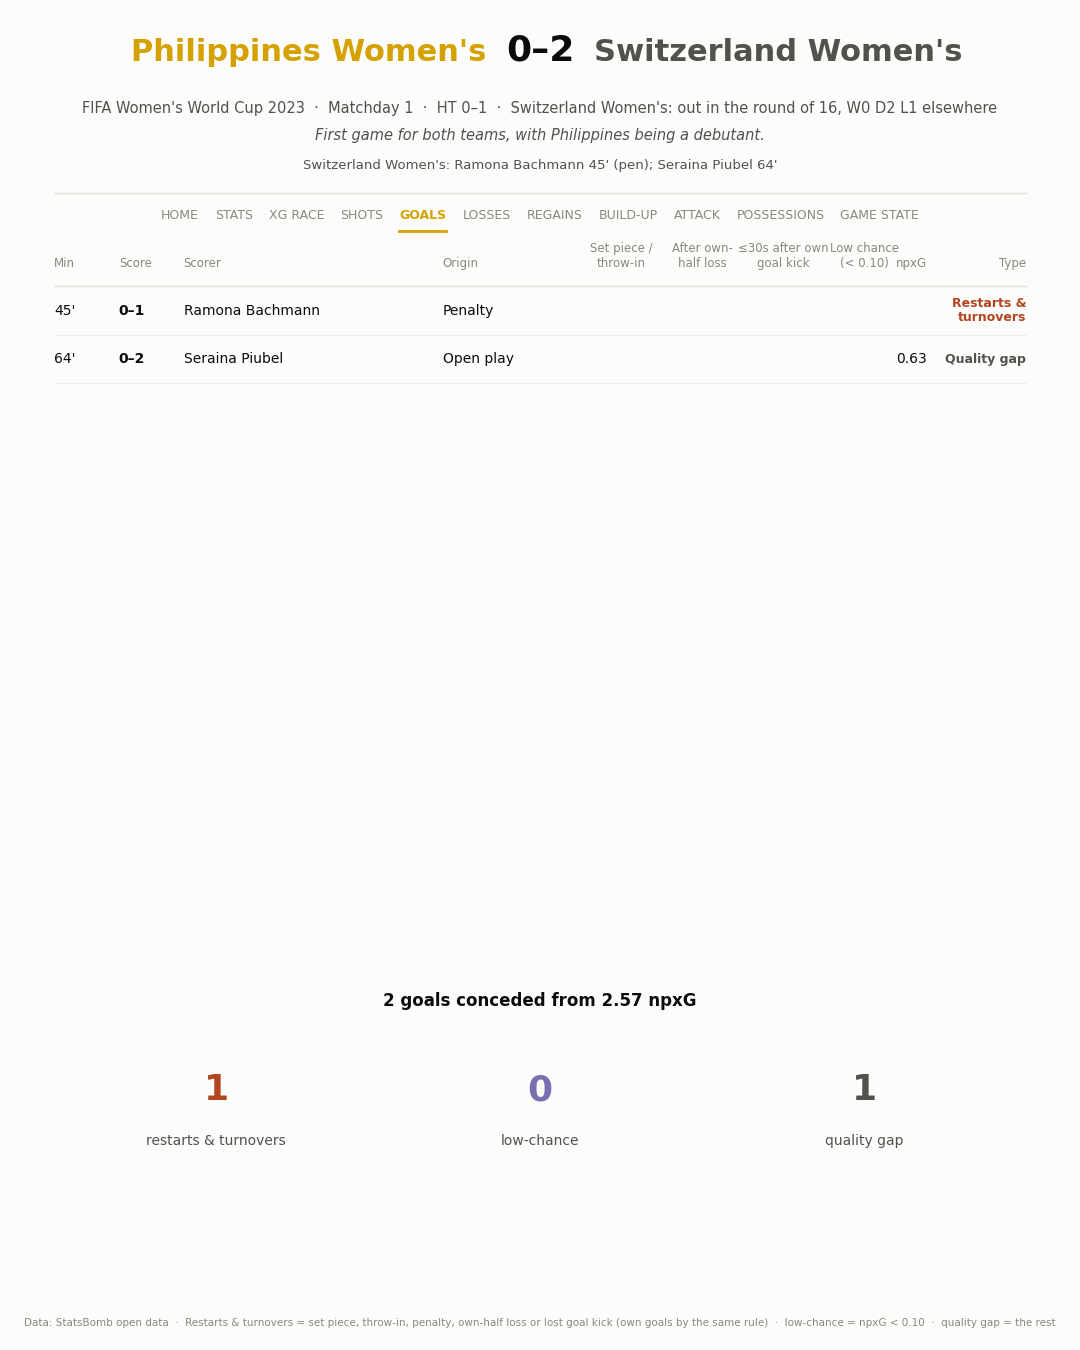 Philippines Women's 0–2 Switzerland Women's
FIFA Women's World Cup 2023 · Matchday 1 · HT 0–1 · Switzerland Women's: out in the round of 16, W0 D2 L1 elsewhere
First game for both teams, with Philippines being a debutant.
Switzerland Women's: Ramona Bachmann 45' (pen); Seraina Piubel 64'
HOME STATS XG RACE SHOTS GOALS LOSSES REGAINS BUILD-UP ATTACK POSSESSIONS GAME STATE
Set piece / After own- ≤30s after own Low chance
Min Score Scorer Origin throw-in half loss goal kick (< 0.10) npxG Type
45' 0–1 Ramona Bachmann Penalty Restarts &
turnovers
64' 0–2 Seraina Piubel Open play 0.63 Quality gap
2 goals conceded from 2.57 npxG
1 0 1
restarts & turnovers low-chance quality gap
Data: StatsBomb open data · Restarts & turnovers = set piece, throw-in, penalty, own-half loss or lost goal kick (own goals by the same rule) · low-chance = npxG < 0.10 · quality gap = the rest